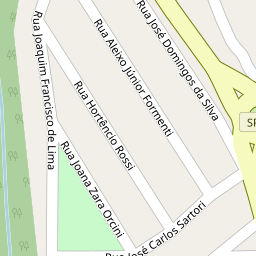 Rua José Domingos da Silva
Rua Aleixo Júnior Formenti
Rua Joaquim Francisco de Lima
Rua Hortêncio Rossi
Rua Joana Zara Orcini
Rua José Carlos Sartori
SP